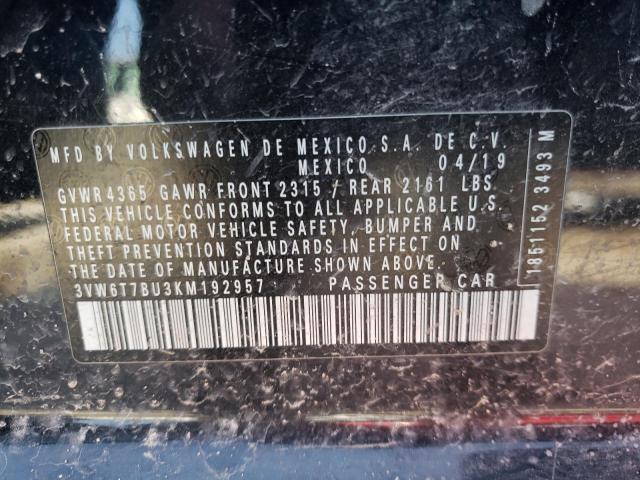 MFD BY VOLKSWAGEN DE MEXICO S.A. DE C.V.
MEXICO 04/19
GVWR 4365 GAWR FRONT 2315 / REAR 2161 LBS
THIS VEHICLE CONFORMS TO ALL APPLICABLE U.S.
FEDERAL MOTOR VEHICLE SAFETY, BUMPER AND
THEFT PREVENTION STANDARDS IN EFFECT ON
THE DATE OF MANUFACTURE SHOWN ABOVE.
3VW6T7BU3KM192957 PASSENGER CAR
1851152 3493 M